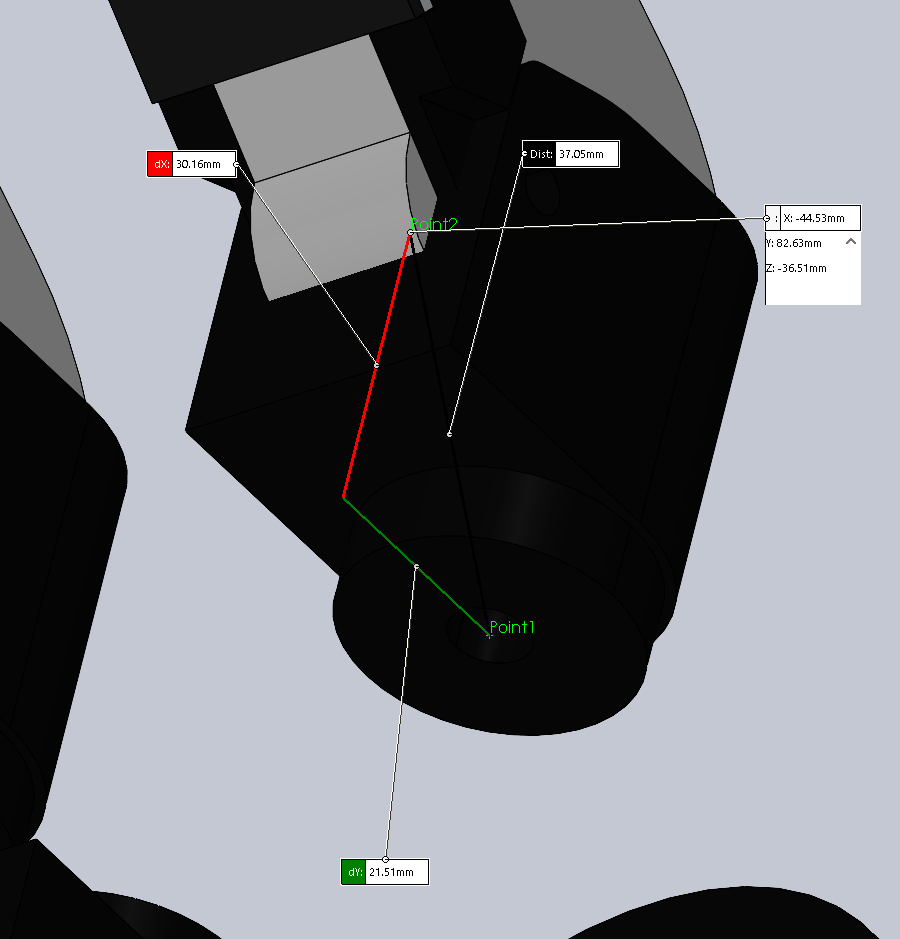 dX: 30.16mm
Dist: 37.05mm
Point2
: X: -44.53mm
Y: 82.63mm
Z: -36.51mm
Point1
dY: 21.51mm